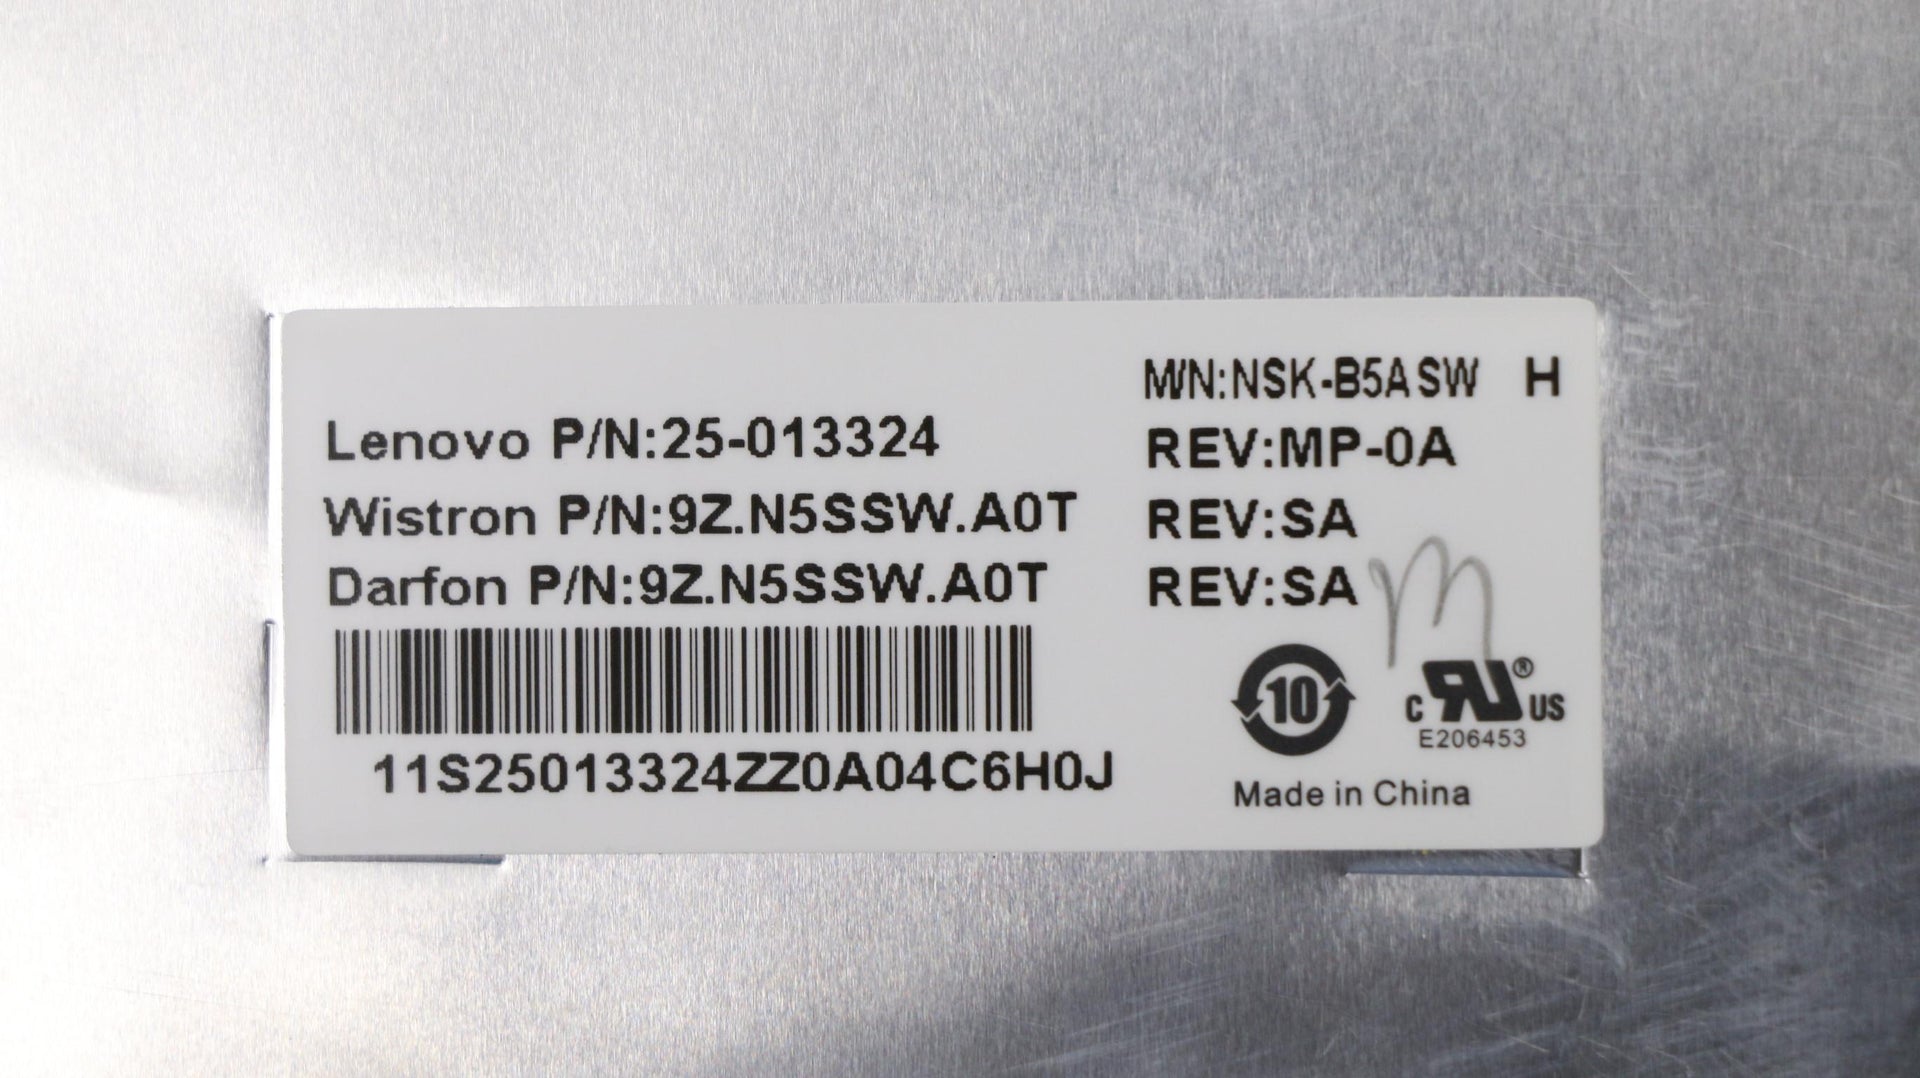 M/N:NSK-B5ASW H
Lenovo P/N:25-013324 REV:MP-0A
Wistron P/N:9Z.N5SSW.A0T REV:SA
Darfon P/N:9Z.N5SSW.A0T REV:SA
m
10
c RU® US
E206453
11S25013324ZZ0A04C6H0J
Made in China